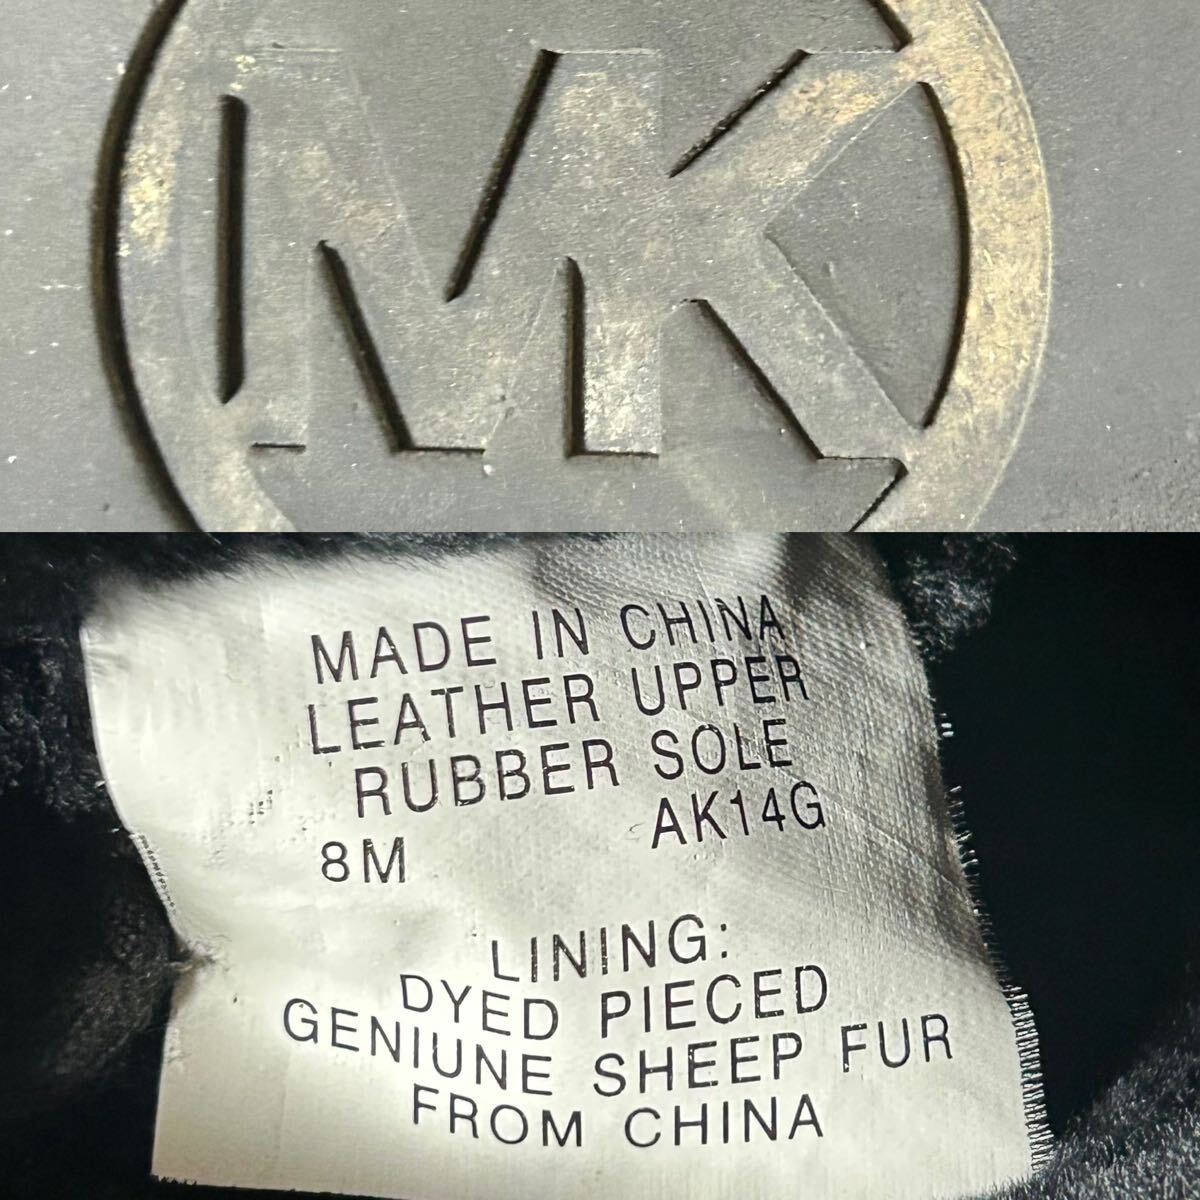 MK
MADE IN CHINA
LEATHER UPPER
RUBBER SOLE
8M AK14G
LINING:
DYED PIECED
GENIUNE SHEEP FUR
FROM CHINA